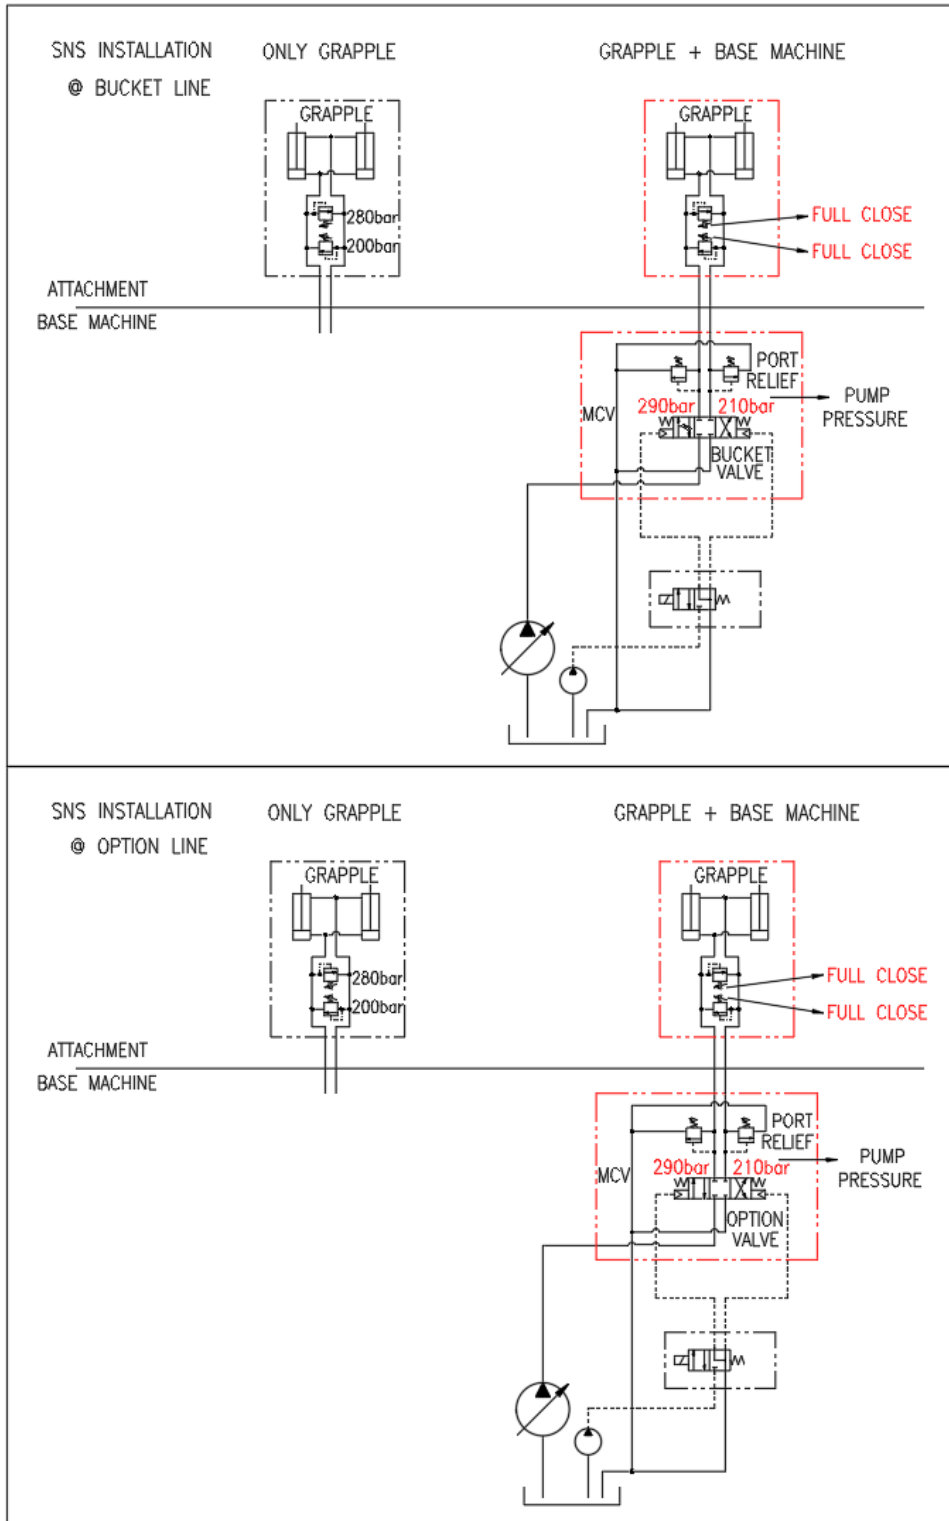 SNS INSTALLATION
@ BUCKET LINE
ONLY GRAPPLE
GRAPPLE + BASE MACHINE
GRAPPLE
280bar
200bar
GRAPPLE
FULL CLOSE
FULL CLOSE
ATTACHMENT
BASE MACHINE
PORT
RELIEF
PUMP
PRESSURE
290bar
210bar
MCV
BUCKET
VALVE
SNS INSTALLATION
@ OPTION LINE
ONLY GRAPPLE
GRAPPLE + BASE MACHINE
GRAPPLE
280bar
200bar
GRAPPLE
FULL CLOSE
FULL CLOSE
ATTACHMENT
BASE MACHINE
PORT
RELIEF
PUMP
PRESSURE
290bar
210bar
MCV
OPTION
VALVE